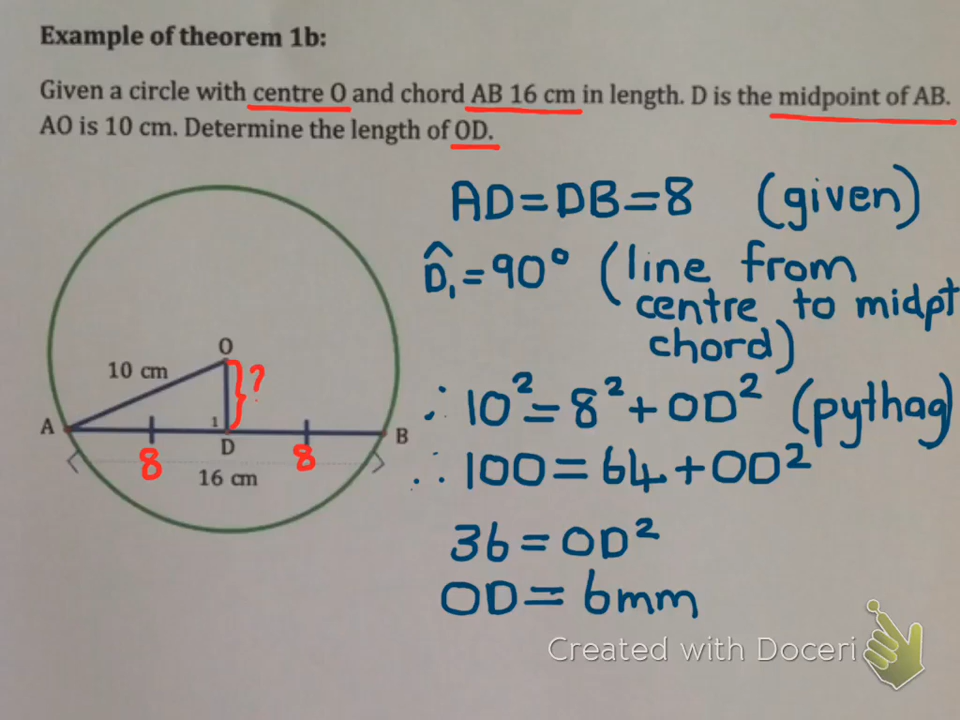 Example of theorem 1b:
Given a circle with centre O and chord AB 16 cm in length. D is the midpoint of AB.
AO is 10 cm. Determine the length of OD.
AD=DB=8 (given)
D̂₁=90° (line from
centre to midpt
chord)
∴ 10²=8²+OD² (pythag)
∴ 100=64+OD²
36=OD²
OD=6mm
O
10 cm
?
A
1
D
B
8
8
16 cm
Created with Doceri